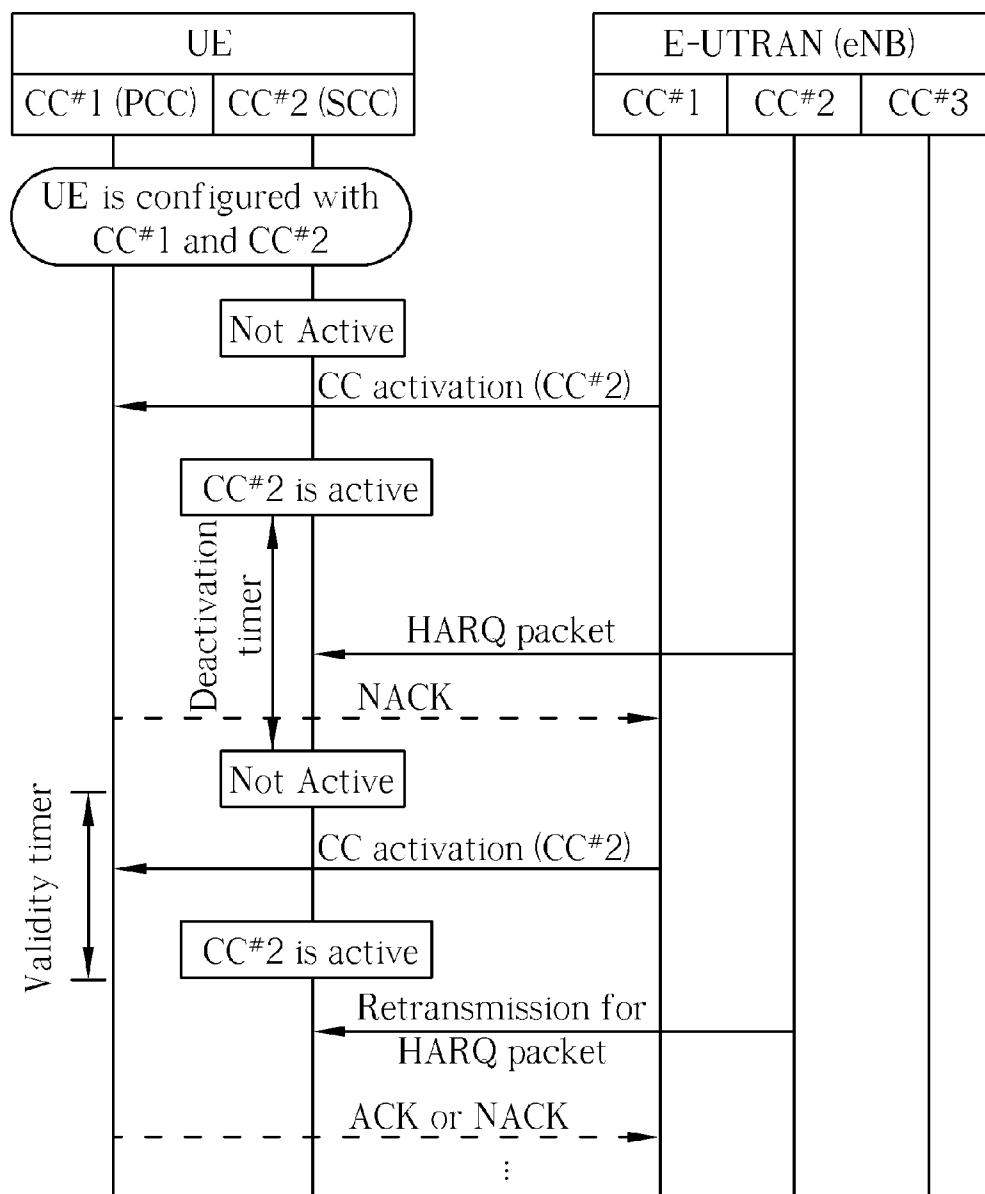 UE
E-UTRAN (eNB)
CC#1 (PCC)
CC#2 (SCC)
CC#1
CC#2
CC#3
UE is configured with
CC#1 and CC#2
Not Active
CC activation (CC#2)
CC#2 is active
Deactivation
timer
HARQ packet
NACK
Not Active
Validity timer
CC activation (CC#2)
CC#2 is active
Retransmission for
HARQ packet
ACK or NACK
...